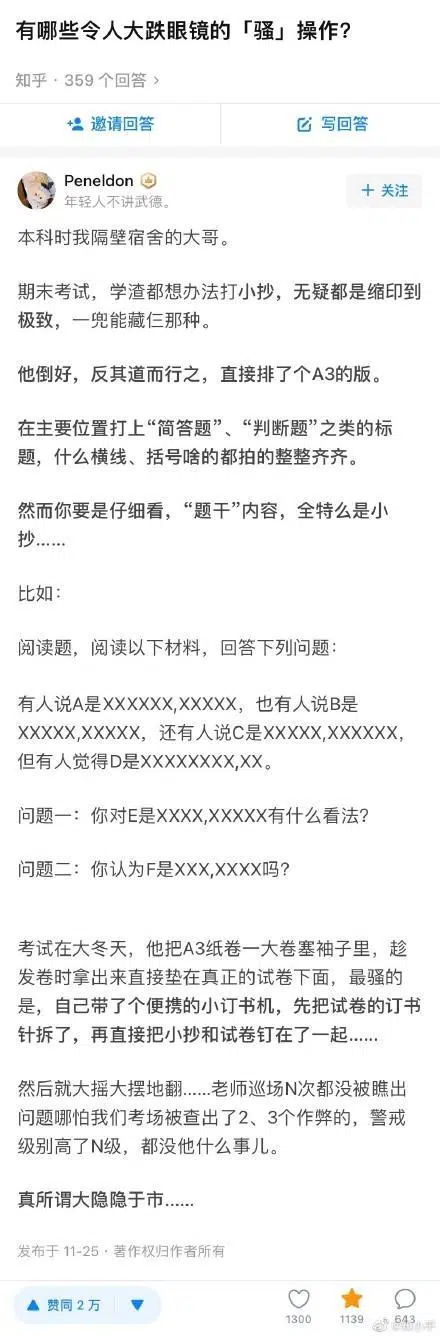 有哪些令人大跌眼镜的「骚」操作？
知乎 · 359 个回答 >
邀请回答
写回答
Peneldon
年轻人不讲武德。
+ 关注
本科时我隔壁宿舍的大哥。
期末考试，学渣都想办法打小抄，无疑都是缩印到
极致，一兜能藏仨那种。
他倒好，反其道而行之，直接排了个A3的版。
在主要位置打上“简答题”、“判断题”之类的标
题，什么横线、括号啥的都拍的整整齐齐。
然而你要是仔细看，“题干”内容，全特么是小
抄……
比如：
阅读题，阅读以下材料，回答下列问题：
有人说A是XXXXXX,XXXXX，也有人说B是
XXXXX,XXXXX，还有人说C是XXXXX,XXXXXX，
但有人觉得D是XXXXXXXX,XX。
问题一：你对E是XXXX,XXXXX有什么看法？
问题二：你认为F是XXX,XXXX吗？
考试在大冬天，他把A3纸卷一大卷塞袖子里，趁
发卷时拿出来直接垫在真正的试卷下面，最骚的
是，自己带了个便携的小订书机，先把试卷的订书
针拆了，再直接把小抄和试卷钉在了一起……
然后就大摇大摆地翻……老师巡场N次都没被瞧出
问题哪怕我们考场被查出了2、3个作弊的，警戒
级别高了N级，都没他什么事儿。
真所谓大隐隐于市……
发布于 11-25 · 著作权归作者所有
赞同 2 万
1300
1139
643